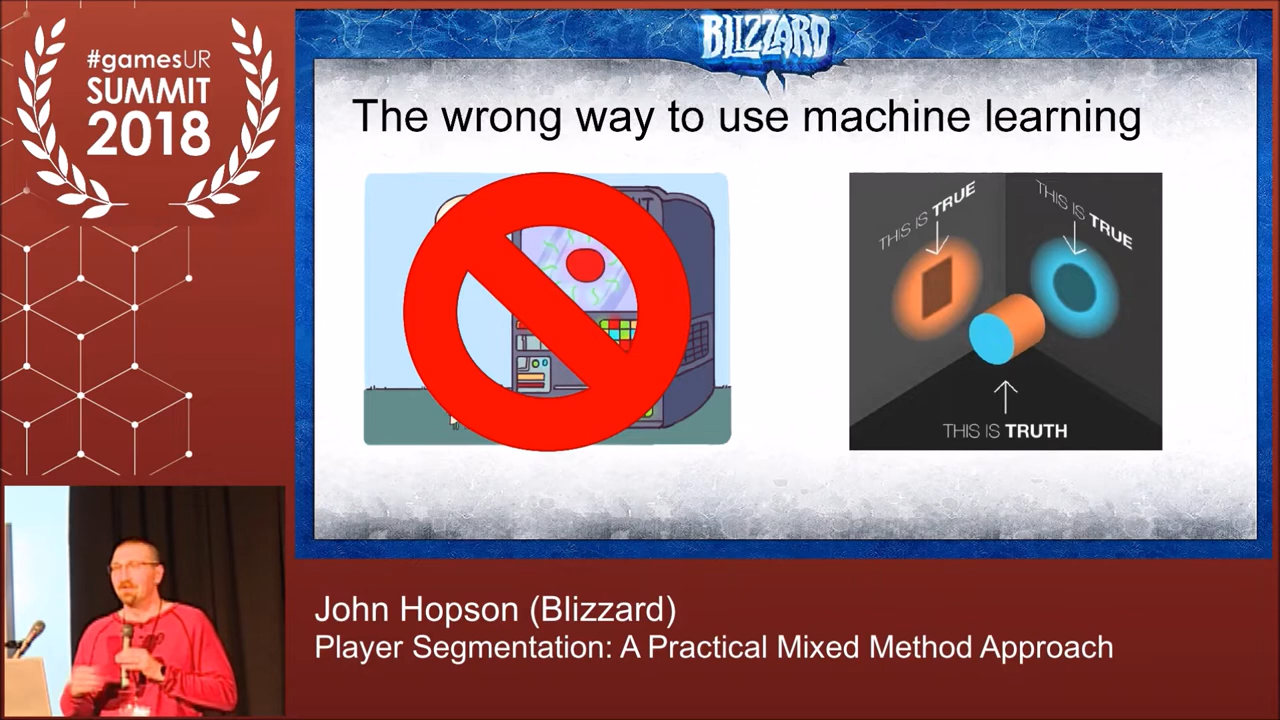 #gamesUR
SUMMIT
2018
BLIZZARD
The wrong way to use machine learning
THIS IS TRUE
THIS IS TRUE
THIS IS TRUTH
John Hopson (Blizzard)
Player Segmentation: A Practical Mixed Method Approach